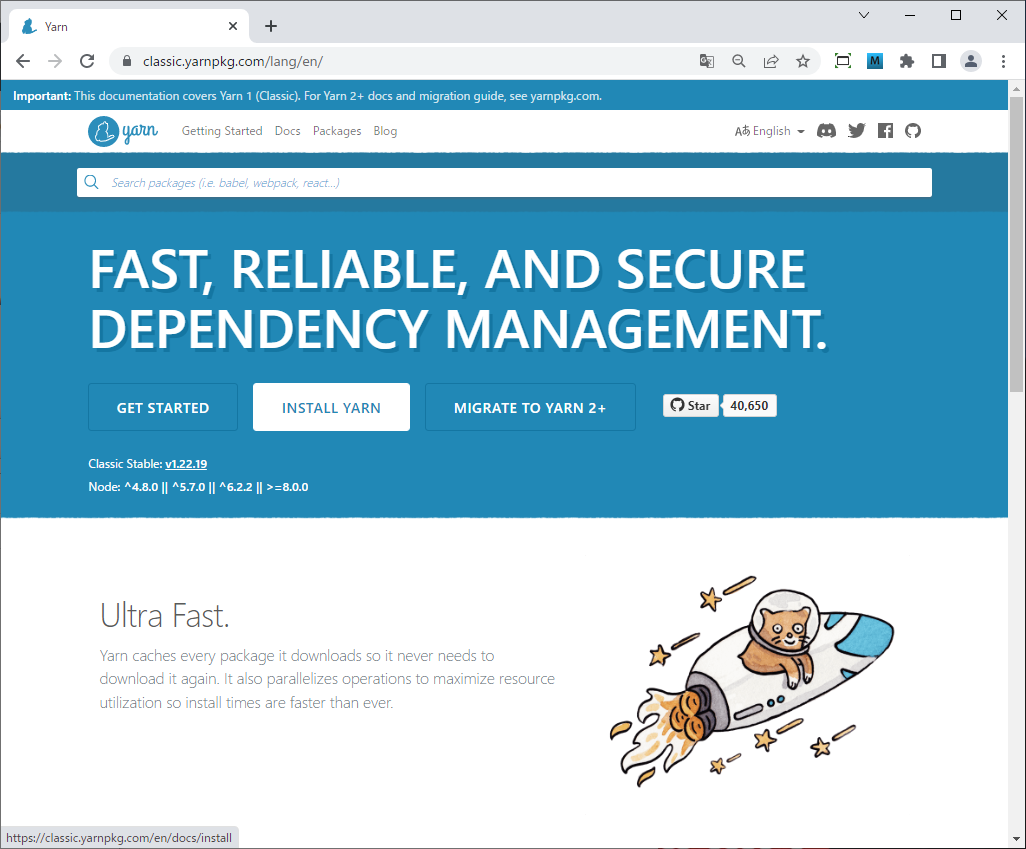 Yarn
classic.yarnpkg.com/lang/en/
M
Important: This documentation covers Yarn 1 (Classic). For Yarn 2+ docs and migration guide, see yarnpkg.com.
yarn
Getting Started Docs Packages Blog
Aあ English
Search packages (i.e. babel, webpack, react...)
FAST, RELIABLE, AND SECURE
DEPENDENCY MANAGEMENT.
GET STARTED
INSTALL YARN
MIGRATE TO YARN 2+
Star
40,650
Classic Stable: v1.22.19
Node: ^4.8.0 || ^5.7.0 || ^6.2.2 || >=8.0.0
Ultra Fast.
Yarn caches every package it downloads so it never needs to
download it again. It also parallelizes operations to maximize resource
utilization so install times are faster than ever.
https://classic.yarnpkg.com/en/docs/install